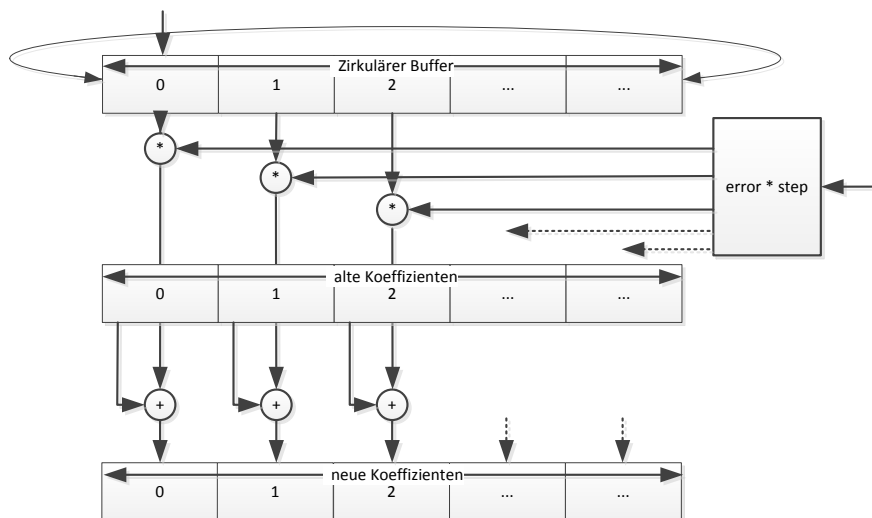 Zirkulärer Buffer
0 1 2 ... ...
*
*
*
error * step
alte Koeffizienten
0 1 2 ... ...
+ + +
neue Koeffizienten
0 1 2 ... ...